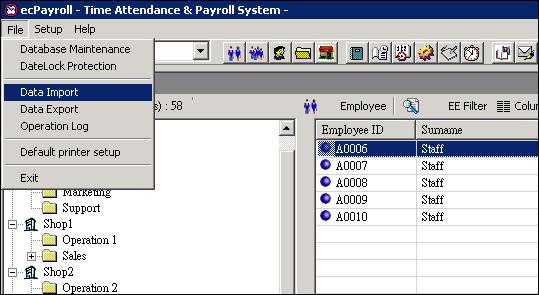 ecPayroll - Time Attendance & Payroll System -
File Setup Help
Database Maintenance
DateLock Protection
Data Import
Data Export
Operation Log
Default printer setup
Exit
) : 58 Employee EE Filter Colum
Employee ID Surname
A0006 Staff
A0007 Staff
A0008 Staff
A0009 Staff
A0010 Staff
Marketing
Support
Shop1
Operation 1
Sales
Shop2
Operation 2